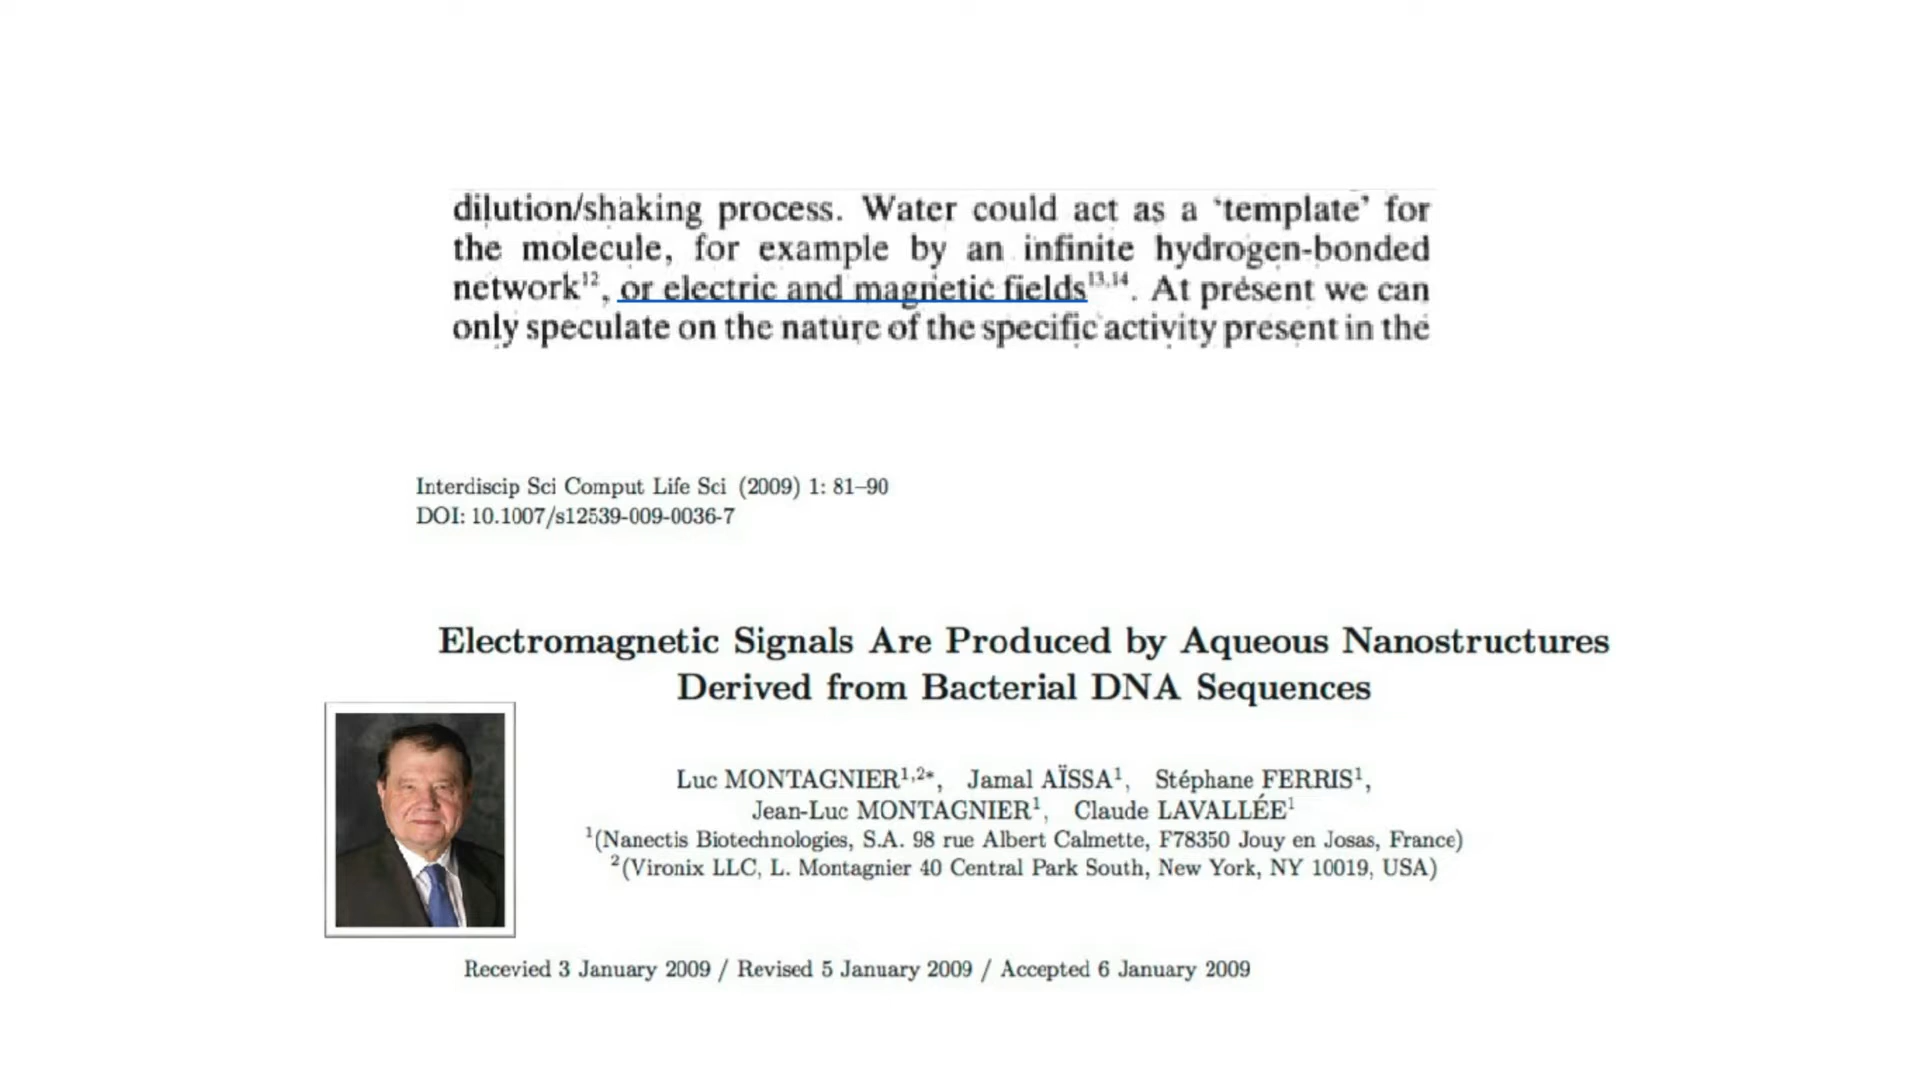 dilution/shaking process. Water could act as a ‘template’ for
the molecule, for example by an infinite hydrogen-bonded
network¹², or electric and magnetic fields¹³,¹⁴. At present we can
only speculate on the nature of the specific activity present in the
Interdiscip Sci Comput Life Sci (2009) 1: 81–90
DOI: 10.1007/s12539-009-0036-7
Electromagnetic Signals Are Produced by Aqueous Nanostructures
Derived from Bacterial DNA Sequences
Luc MONTAGNIER¹,²*, Jamal AÏSSA¹, Stéphane FERRIS¹,
Jean-Luc MONTAGNIER¹, Claude LAVALLÉE¹
¹(Nanectis Biotechnologies, S.A. 98 rue Albert Calmette, F78350 Jouy en Josas, France)
²(Vironix LLC, L. Montagnier 40 Central Park South, New York, NY 10019, USA)
Recevied 3 January 2009 / Revised 5 January 2009 / Accepted 6 January 2009